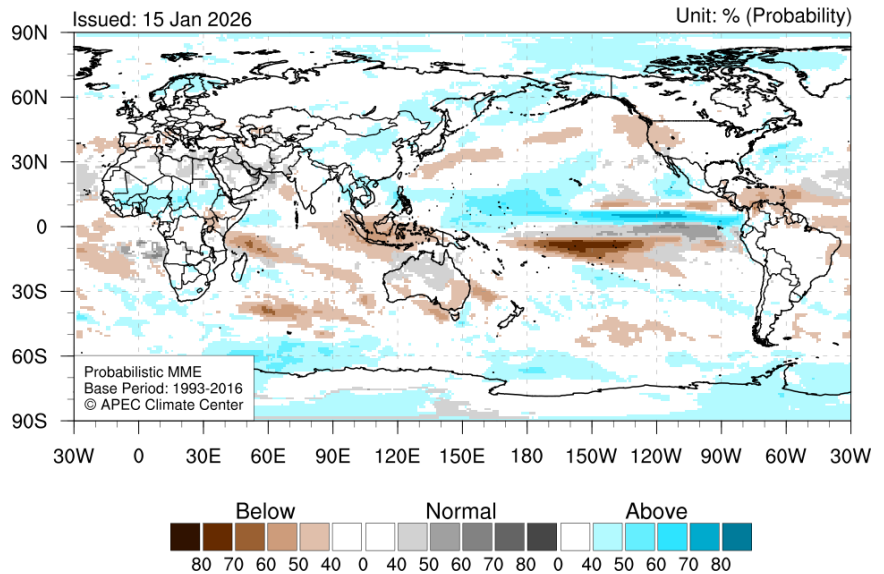 Issued: 15 Jan 2026
Unit: % (Probability)
90N
60N
30N
0
30S
60S
90S
Probabilistic MME
Base Period: 1993-2016
© APEC Climate Center
30W 0 30E 60E 90E 120E 150E 180 150W 120W 90W 60W 30W
Below Normal Above
80 70 60 50 40 0 40 50 60 70 80 0 40 50 60 70 80